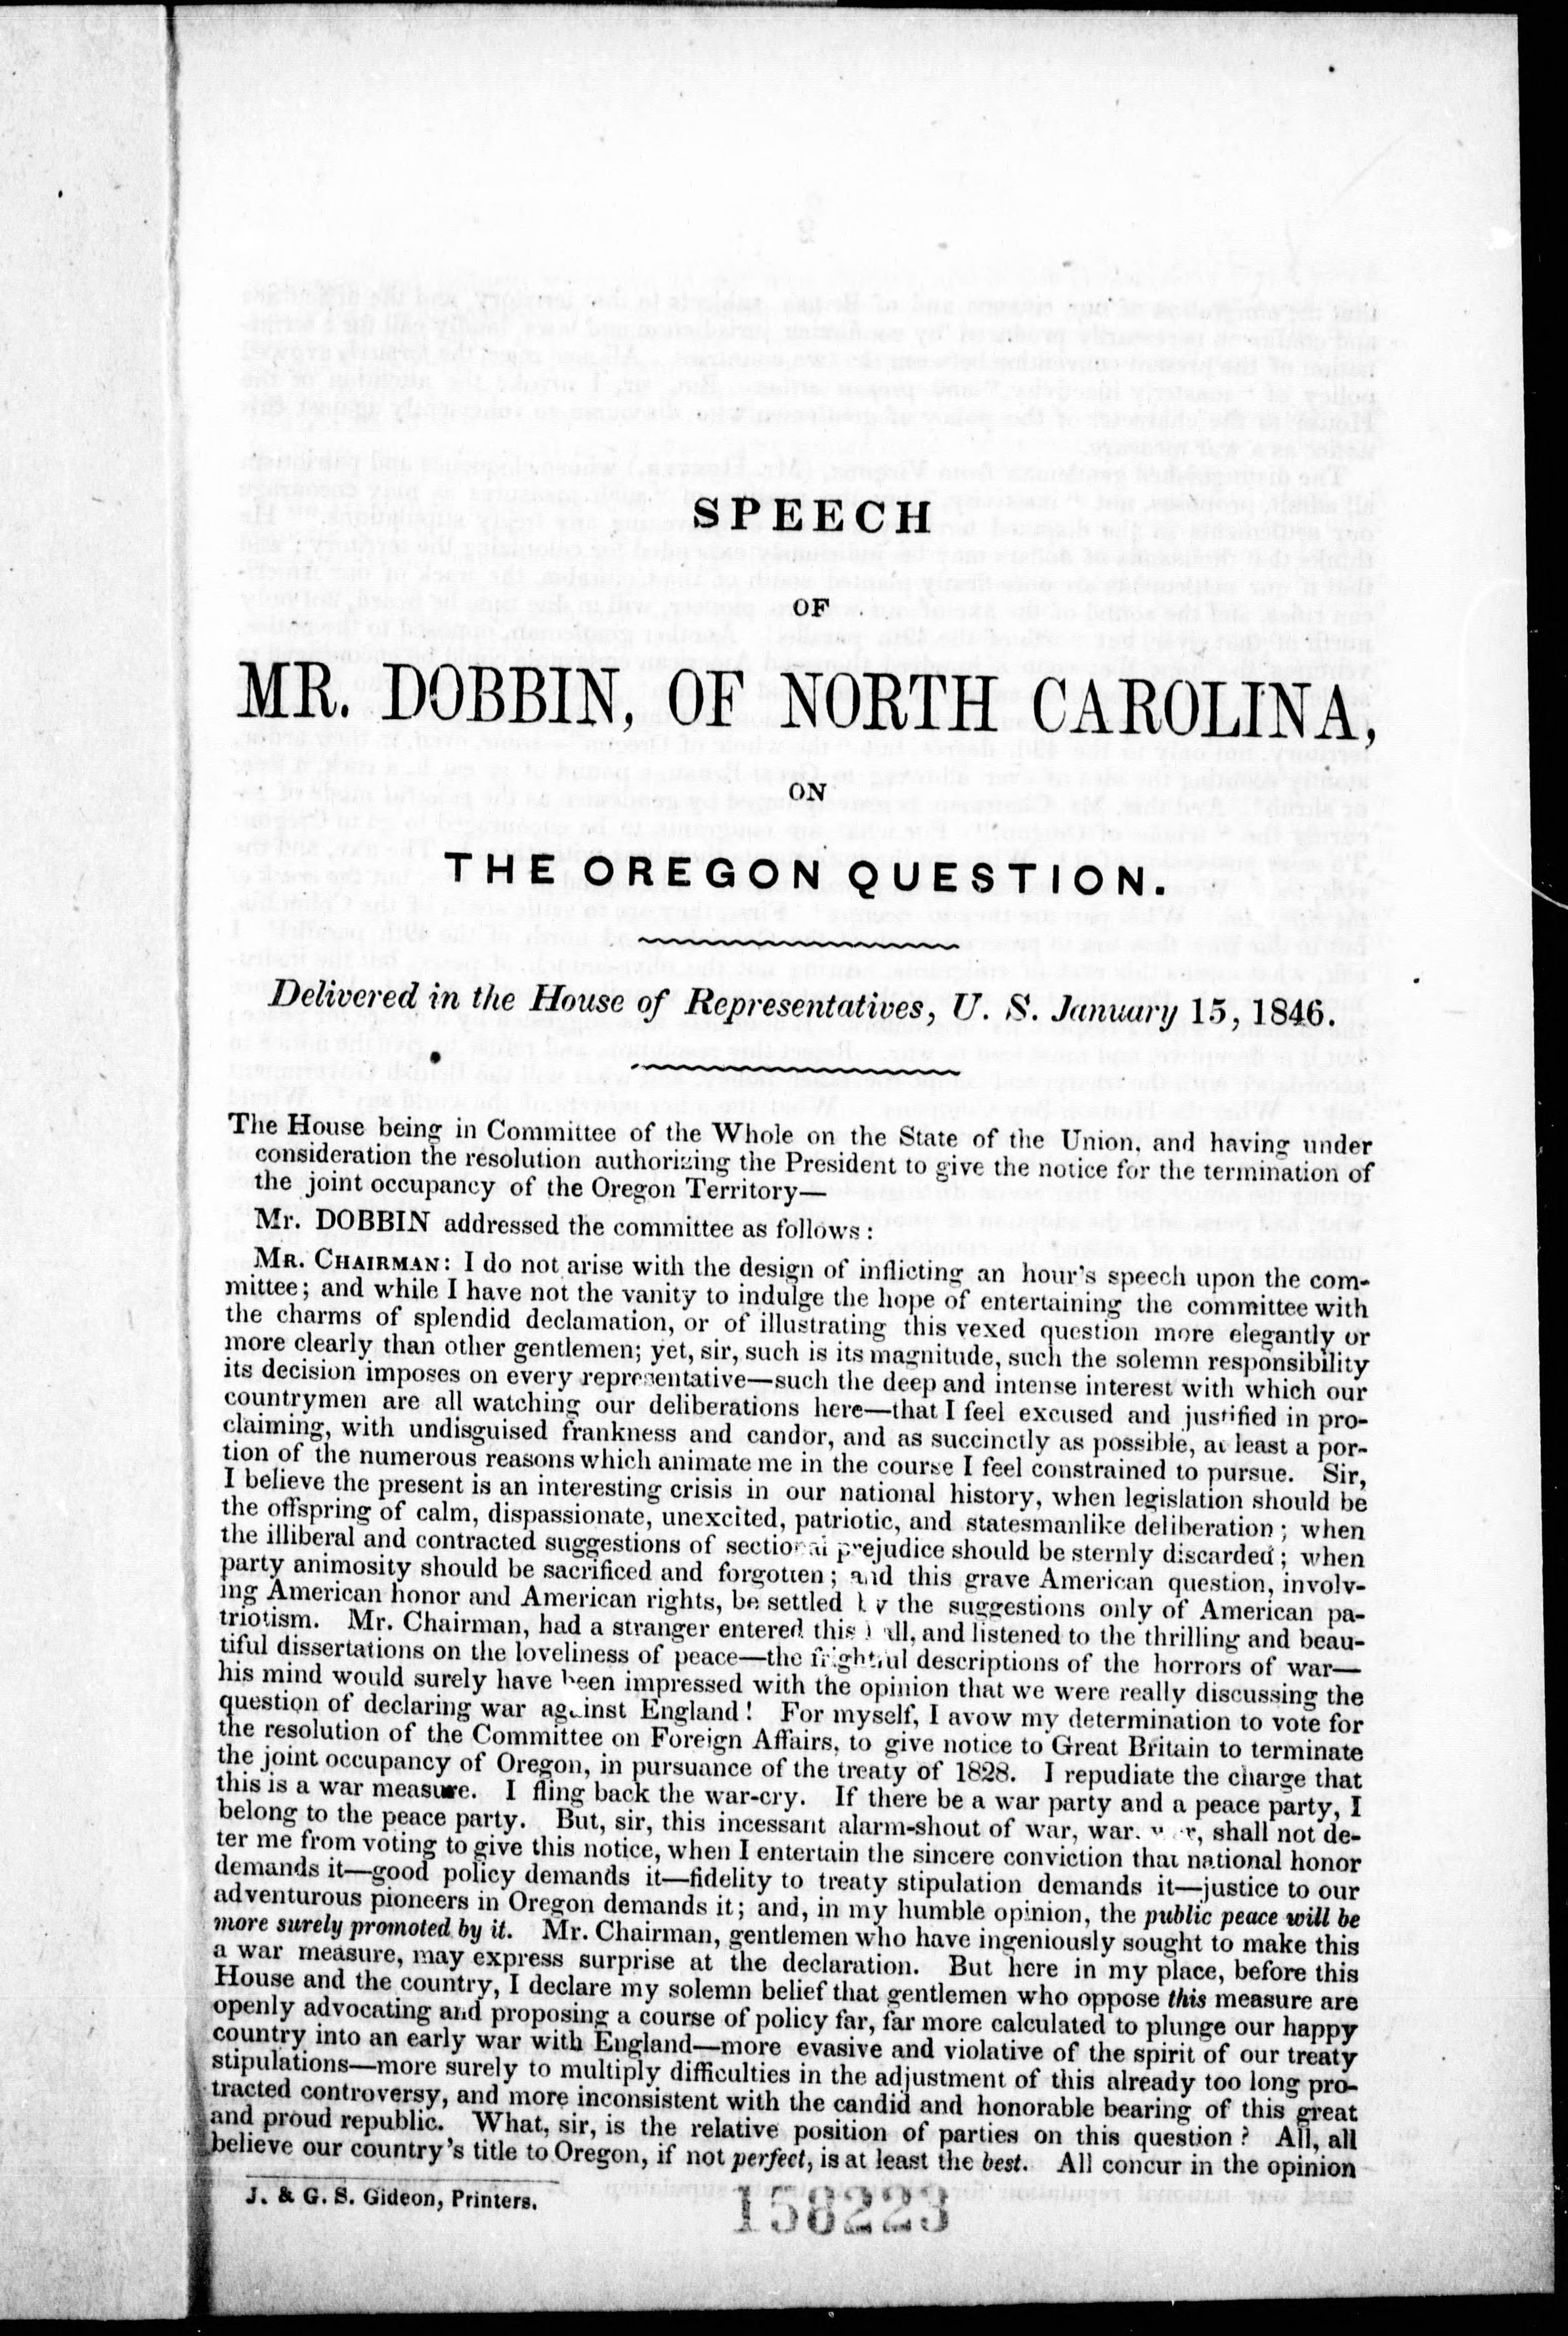 SPEECH
OF
MR. DOBBIN, OF NORTH CAROLINA,
ON
THE OREGON QUESTION.
Delivered in the House of Representatives, U. S. January 15, 1846.
The House being in Committee of the Whole on the State of the Union, and having under
consideration the resolution authorizing the President to give the notice for the termination of
the joint occupancy of the Oregon Territory—
Mr. DOBBIN addressed the committee as follows:
MR. CHAIRMAN: I do not arise with the design of inflicting an hour's speech upon the com-
mittee; and while I have not the vanity to indulge the hope of entertaining the committee with
the charms of splendid declamation, or of illustrating this vexed question more elegantly or
more clearly than other gentlemen; yet, sir, such is its magnitude, such the solemn responsibility
its decision imposes on every representative—such the deep and intense interest with which our
countrymen are all watching our deliberations here—that I feel excused and justified in pro-
claiming, with undisguised frankness and candor, and as succinctly as possible, at least a por-
tion of the numerous reasons which animate me in the course I feel constrained to pursue. Sir,
I believe the present is an interesting crisis in our national history, when legislation should be
the offspring of calm, dispassionate, unexcited, patriotic, and statesmanlike deliberation; when
the illiberal and contracted suggestions of sectional prejudice should be sternly discarded; when
party animosity should be sacrificed and forgotten; and this grave American question, involv-
ing American honor and American rights, be settled by the suggestions only of American pa-
triotism. Mr. Chairman, had a stranger entered this hall, and listened to the thrilling and beau-
tiful dissertations on the loveliness of peace—the frightful descriptions of the horrors of war—
his mind would surely have been impressed with the opinion that we were really discussing the
question of declaring war against England! For myself, I avow my determination to vote for
the resolution of the Committee on Foreign Affairs, to give notice to Great Britain to terminate
the joint occupancy of Oregon, in pursuance of the treaty of 1828. I repudiate the charge that
this is a war measure. I fling back the war-cry. If there be a war party and a peace party, I
belong to the peace party. But, sir, this incessant alarm-shout of war, war, war, shall not de-
ter me from voting to give this notice, when I entertain the sincere conviction that national honor
demands it—good policy demands it—fidelity to treaty stipulation demands it—justice to our
adventurous pioneers in Oregon demands it; and, in my humble opinion, the public peace will be
more surely promoted by it. Mr. Chairman, gentlemen who have ingeniously sought to make this
a war measure, may express surprise at the declaration. But here in my place, before this
House and the country, I declare my solemn belief that gentlemen who oppose this measure are
openly advocating and proposing a course of policy far, far more calculated to plunge our happy
country into an early war with England—more evasive and violative of the spirit of our treaty
stipulations—more surely to multiply difficulties in the adjustment of this already too long pro-
tracted controversy, and more inconsistent with the candid and honorable bearing of this great
and proud republic. What, sir, is the relative position of parties on this question? All, all
believe our country's title to Oregon, if not perfect, is at least the best. All concur in the opinion
J. & G. S. Gideon, Printers.
158223